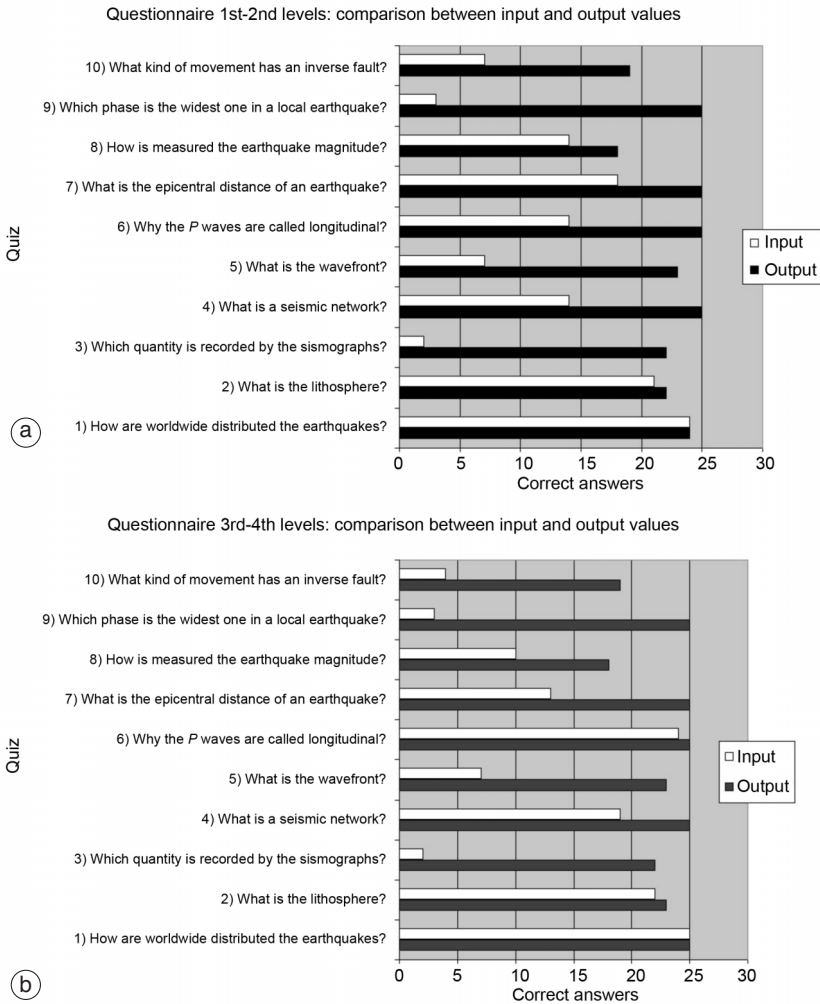 Questionnaire 1st-2nd levels: comparison between input and output values
10) What kind of movement has an inverse fault?
9) Which phase is the widest one in a local earthquake?
8) How is measured the earthquake magnitude?
7) What is the epicentral distance of an earthquake?
6) Why the P waves are called longitudinal?
5) What is the wavefront?
4) What is a seismic network?
3) Which quantity is recorded by the sismographs?
2) What is the lithosphere?
1) How are worldwide distributed the earthquakes?
Quiz
Input
Output
a
0 5 10 15 20 25 30
Correct answers
Questionnaire 3rd-4th levels: comparison between input and output values
10) What kind of movement has an inverse fault?
9) Which phase is the widest one in a local earthquake?
8) How is measured the earthquake magnitude?
7) What is the epicentral distance of an earthquake?
6) Why the P waves are called longitudinal?
5) What is the wavefront?
4) What is a seismic network?
3) Which quantity is recorded by the sismographs?
2) What is the lithosphere?
1) How are worldwide distributed the earthquakes?
Quiz
Input
Output
b
0 5 10 15 20 25 30
Correct answers